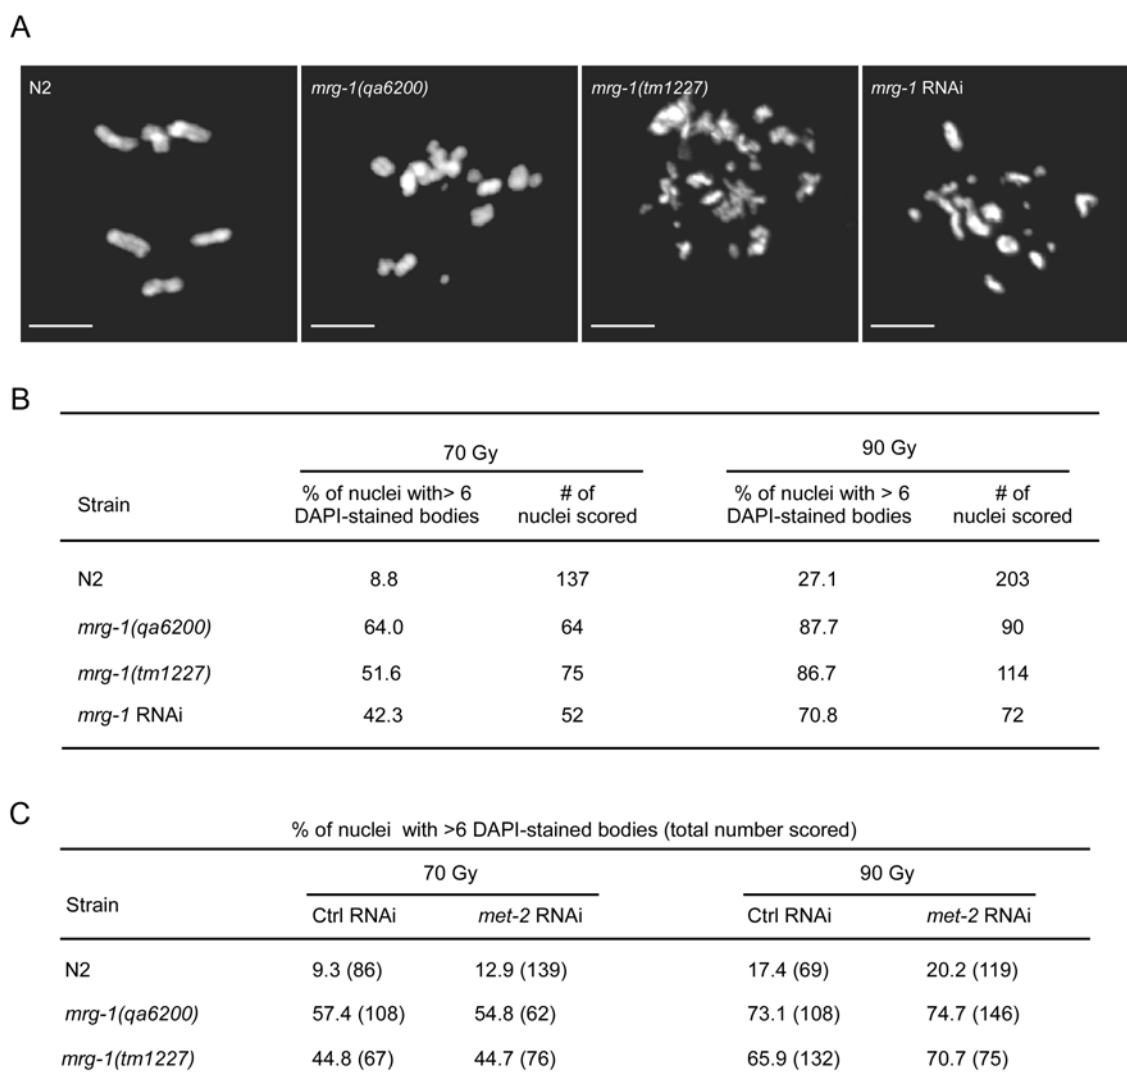 A
N2
mrg-1(qa6200)
mrg-1(tm1227)
mrg-1 RNAi
B
70 Gy 90 Gy
Strain
% of nuclei with> 6 # of % of nuclei with > 6 # of
DAPI-stained bodies nuclei scored DAPI-stained bodies nuclei scored
N2 8.8 137 27.1 203
mrg-1(qa6200) 64.0 64 87.7 90
mrg-1(tm1227) 51.6 75 86.7 114
mrg-1 RNAi 42.3 52 70.8 72
C
% of nuclei with >6 DAPI-stained bodies (total number scored)
70 Gy 90 Gy
Strain
Ctrl RNAi met-2 RNAi Ctrl RNAi met-2 RNAi
N2 9.3 (86) 12.9 (139) 17.4 (69) 20.2 (119)
mrg-1(qa6200) 57.4 (108) 54.8 (62) 73.1 (108) 74.7 (146)
mrg-1(tm1227) 44.8 (67) 44.7 (76) 65.9 (132) 70.7 (75)